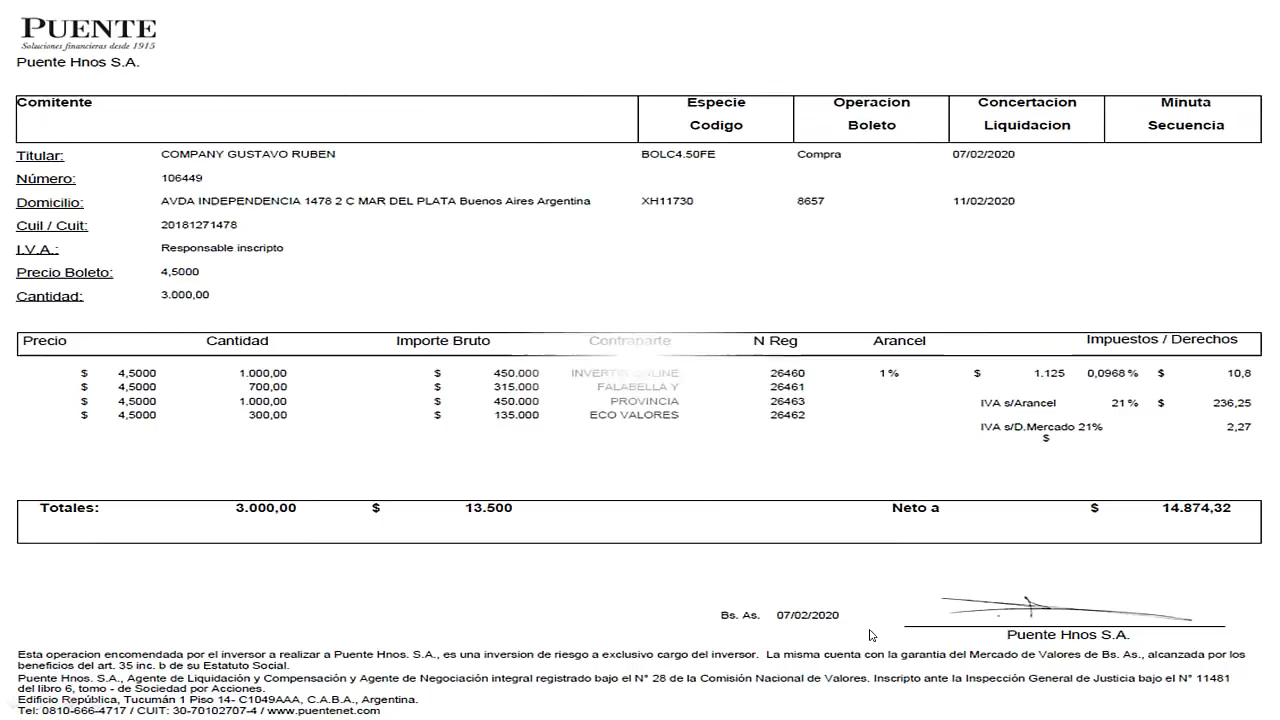 PUENTE
Soluciones financieras desde 1915
Puente Hnos S.A.
Comitente Especie Operacion Concertacion Minuta
Codigo Boleto Liquidacion Secuencia
Titular: COMPANY GUSTAVO RUBEN BOLC4.50FE Compra 07/02/2020
Número: 106449
Domicilio: AVDA INDEPENDENCIA 1478 2 C MAR DEL PLATA Buenos Aires Argentina XH11730 8657 11/02/2020
Cuil / Cuit: 20181271478
I.V.A.: Responsable inscripto
Precio Boleto: 4,5000
Cantidad: 3.000,00
Precio Cantidad Importe Bruto Contraparte N Reg Arancel Impuestos / Derechos
$ 4,5000 1.000,00 $ 450.000 INVERTIR ONLINE 26460 1% $ 1.125 0,0968% $ 10,8
$ 4,5000 700,00 $ 315.000 FALABELLA Y 26461
$ 4,5000 1.000,00 $ 450.000 PROVINCIA 26463 IVA s/Arancel 21% $ 236,25
$ 4,5000 300,00 $ 135.000 ECO VALORES 26462
IVA s/D.Mercado 21% 2,27
$
Totales: 3.000,00 $ 13.500 Neto a $ 14.874,32
Bs. As. 07/02/2020
Puente Hnos S.A.
Esta operacion encomendada por el inversor a realizar a Puente Hnos. S.A., es una inversion de riesgo a exclusivo cargo del inversor. La misma cuenta con la garantia del Mercado de Valores de Bs. As., alcanzada por los
beneficios del art. 35 inc. b de su Estatuto Social.
Puente Hnos. S.A., Agente de Liquidación y Compensación y Agente de Negociación integral registrado bajo el N° 28 de la Comisión Nacional de Valores. Inscripto ante la Inspección General de Justicia bajo el N° 11481
del libro 6, tomo - de Sociedad por Acciones.
Edificio República, Tucumán 1 Piso 14- C1049AAA, C.A.B.A., Argentina.
Tel: 0810-666-4717 / CUIT: 30-70102707-4 / www.puentenet.com